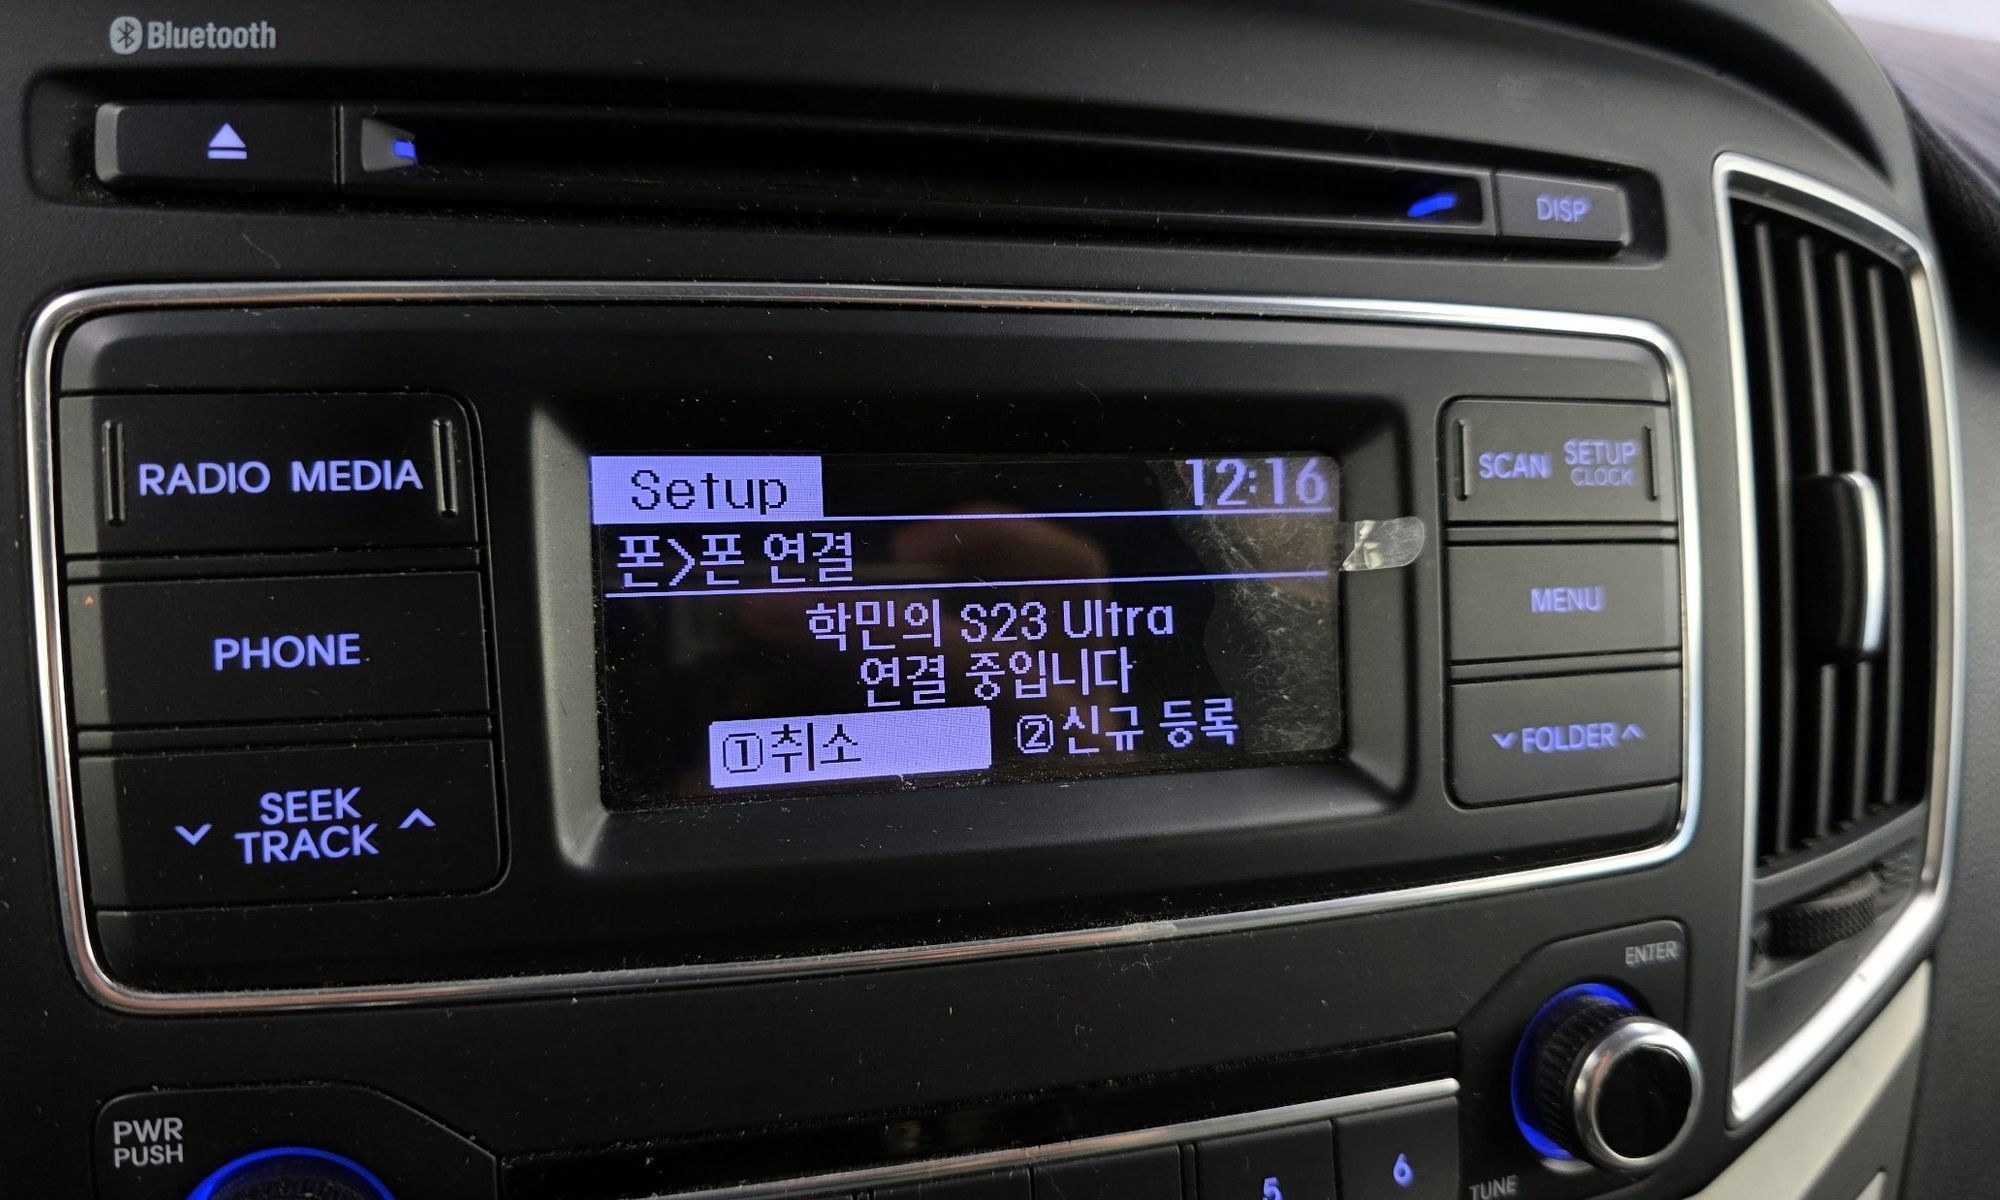 Bluetooth
DISP
RADIO MEDIA
PHONE
SEEK
TRACK
Setup 12:16
폰>폰 연결
학민의 S23 Ultra
연결 중입니다
①취소 ②신규 등록
SCAN SETUP
CLOCK
MENU
FOLDER
ENTER
PWR
PUSH
5 6
TUNE